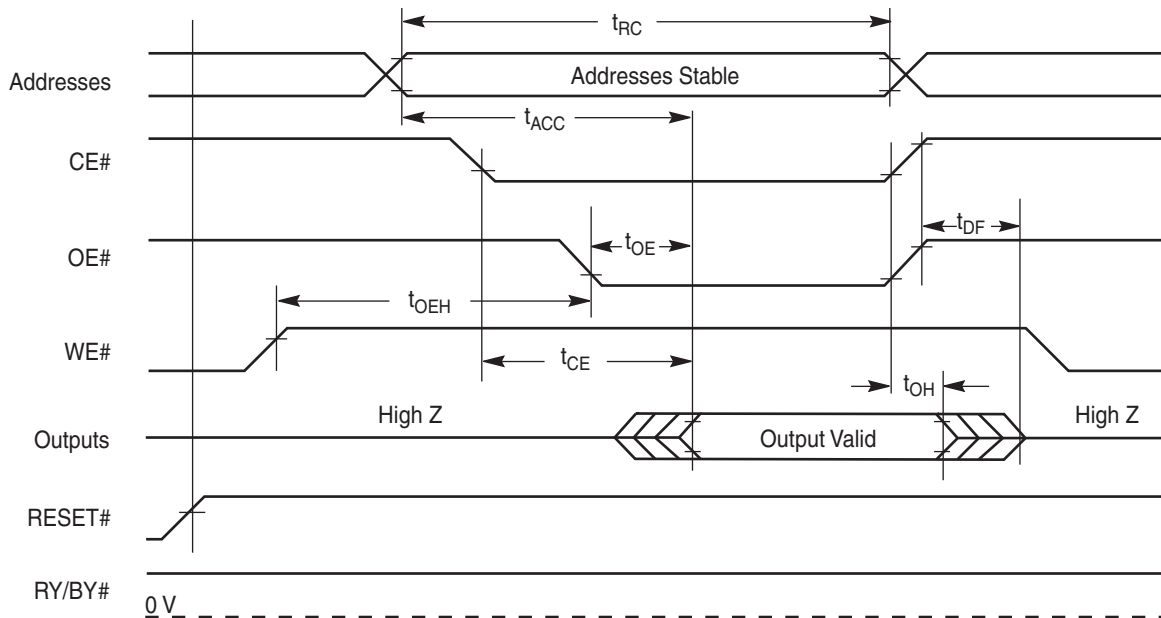 tRC
Addresses
Addresses Stable
tACC
CE#
tOE
tDF
OE#
tOEH
WE#
tCE
tOH
High Z
High Z
Outputs
Output Valid
RESET#
RY/BY#
0 V